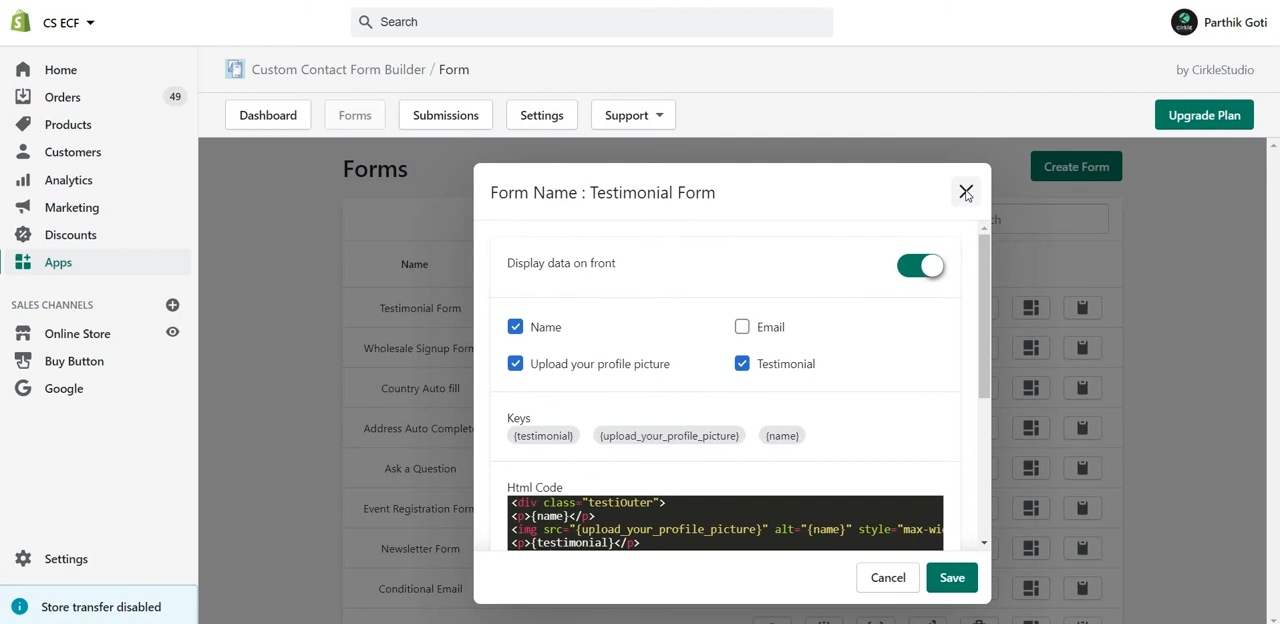 CS ECF
Search
Parthik Goti
Home
Orders
49
Products
Customers
Analytics
Marketing
Discounts
Apps
SALES CHANNELS
Online Store
Buy Button
Google
Settings
Store transfer disabled
Custom Contact Form Builder / Form
by CirkleStudio
Dashboard
Forms
Submissions
Settings
Support
Upgrade Plan
Forms
Create Form
Name
Testimonial Form
Wholesale Signup Form
Country Auto fill
Address Auto Complete
Ask a Question
Event Registration Form
Newsletter Form
Conditional Email
Form Name : Testimonial Form
Display data on front
Name
Email
Upload your profile picture
Testimonial
Keys
{testimonial} {upload_your_profile_picture} {name}
Html Code
<div class="testiOuter">
<p>{name}</p>
<img src="{upload_your_profile_picture}" alt="{name}" style="max-wi
<p>{testimonial}</p>
Cancel
Save